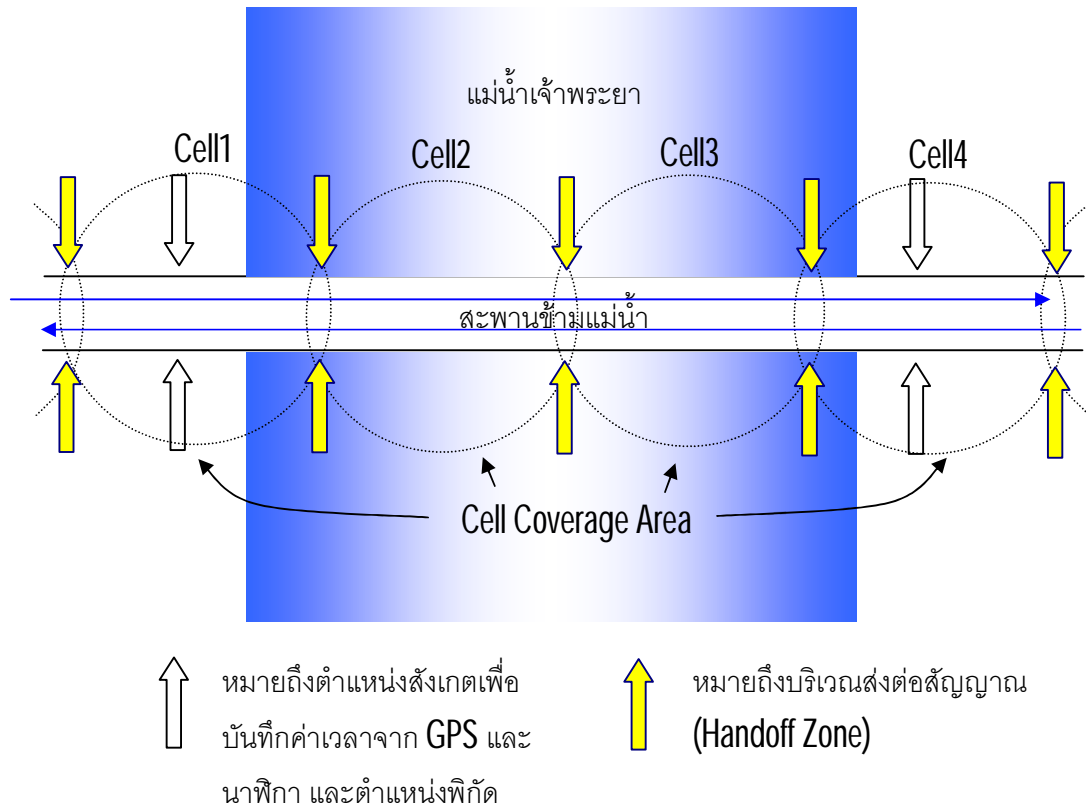 แม่น้ำเจ้าพระยา
Cell1
Cell2
Cell3
Cell4
สะพานข้ามแม่น้ำ
Cell Coverage Area
หมายถึงตำแหน่งสังเกตเพื่อ
บันทึกค่าเวลาจาก GPS และ
นาฬิกา และตำแหน่งพิกัด
หมายถึงบริเวณส่งต่อสัญญาณ
(Handoff Zone)